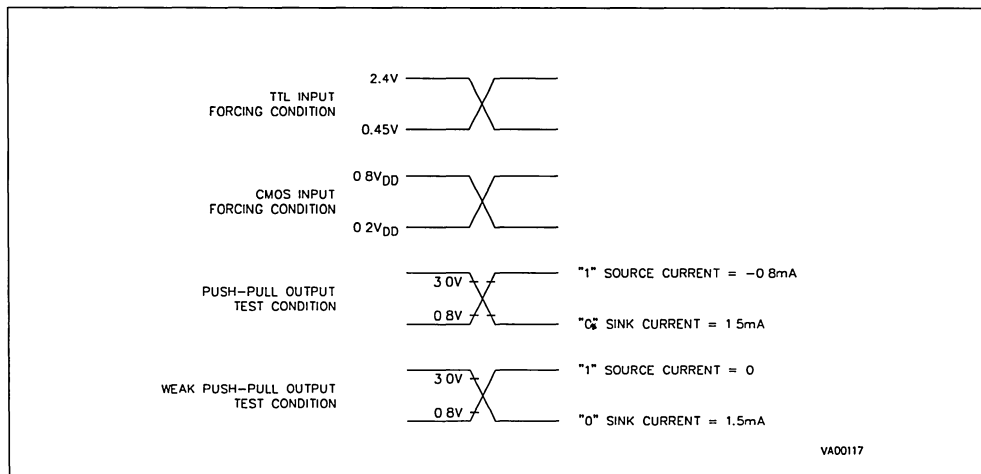 2.4V
TTL INPUT
FORCING CONDITION
0.45V
0 8VDD
CMOS INPUT
FORCING CONDITION
0 2VDD
"1" SOURCE CURRENT = -0 8mA
3 0V
PUSH-PULL OUTPUT
TEST CONDITION
0 8V
"0" SINK CURRENT = 1 5mA
"1" SOURCE CURRENT = 0
3 0V
WEAK PUSH-PULL OUTPUT
TEST CONDITION
0 8V
"0" SINK CURRENT = 1.5mA
VA00117